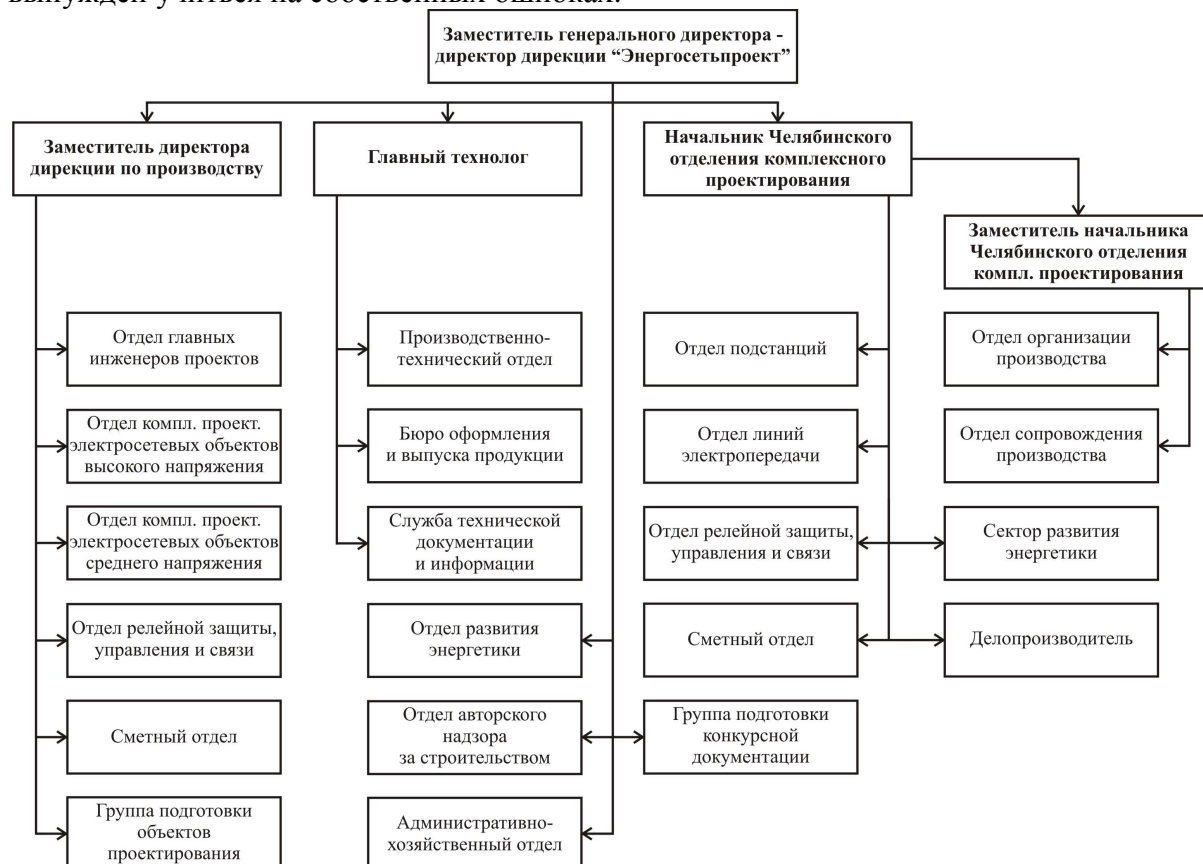 вынужден учиться на собственных ошибках.
Заместитель генерального директора -
директор дирекции “Энергосетьпроект”
Заместитель директора
дирекции по производству
Главный технолог
Начальник Челябинского
отделения комплексного
проектирования
Заместитель начальника
Челябинского отделения
компл. проектирования
Отдел главных
инженеров проектов
Производственно-
технический отдел
Отдел подстанций
Отдел организации
производства
Отдел компл. проект.
электросетевых объектов
высокого напряжения
Бюро оформления
и выпуска продукции
Отдел линий
электропередачи
Отдел сопровождения
производства
Отдел компл. проект.
электросетевых объектов
среднего напряжения
Служба технической
документации
и информации
Отдел релейной защиты,
управления и связи
Сектор развития
энергетики
Отдел релейной защиты,
управления и связи
Отдел развития
энергетики
Сметный отдел
Делопроизводитель
Сметный отдел
Отдел авторского
надзора
за строительством
Группа подготовки
конкурсной
документации
Группа подготовки
объектов
проектирования
Административно-
хозяйственный отдел